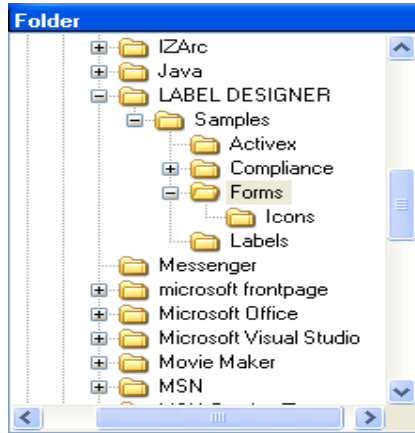 Folder
IZArc
Java
LABEL DESIGNER
Samples
Activex
Compliance
Forms
Icons
Labels
Messenger
microsoft frontpage
Microsoft Office
Microsoft Visual Studio
Movie Maker
MSN